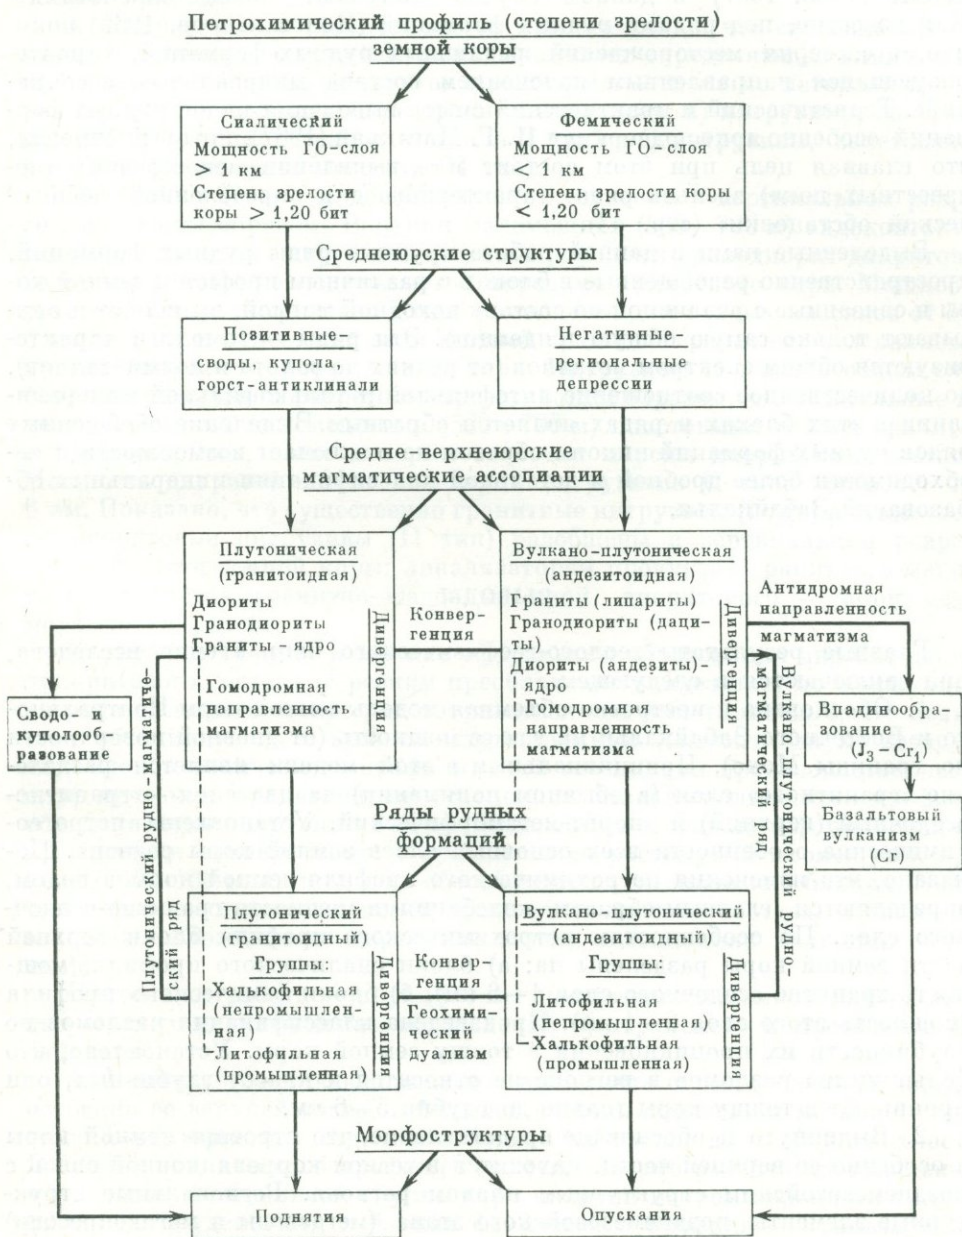 Петрохимический профиль (степени зрелости)
земной коры
Сиалический
Мощность ГО-слоя
> 7 км
Степень зрелости
коры > 1,20 бит
Фемический
Мощность ГО-слоя
< 7 км
Степень зрелости коры
< 1,20 бит
Среднеюрские структуры
Позитивные-
своды купола
горст-антиклинали
Негативные-
региональные
депрессии
Средне-верхнеюрские
магматические ассоциации
Плутоническая
(гранитоидная)
Диориты
Гранодиориты
Граниты - ядро
Гомодромная
направленность
магматизма
Дивергенция
Конвер-
генция
Вулкано-плутоническая
(андезитоидная)
Граниты (липариты)
Гранодиориты (даци-
ты)
Диориты (андезиты)-
ядро
Гомодромная
направленность
магматизма
Дивергенция
Антидромная
направленность
магматизма
Сводо- и
куполооб-
разование
Впадинообра-
зование
(J₃ - Cr₁)
Базальтовый
вулканизм
(Cr)
Плутонический рудно-магматиче-
ский ряд
Вулкано-плутонический рудно-
магматический ряд
Ряды рудных
формаций
Плутонический
(гранитоидный)
Группы:
Халькофильная
(непромышлен-
ная)
Литофильная
(промышленная)
Дивергенция
Конвер-
генция
Геохими-
ческий
дуализм
Вулкано-плутонический
(андезитоидный)
Группы:
Литофильная
(непромышленная)
Халькофильная
(промышленная)
Дивергенция
Морфоструктуры
Поднятия
Опускания